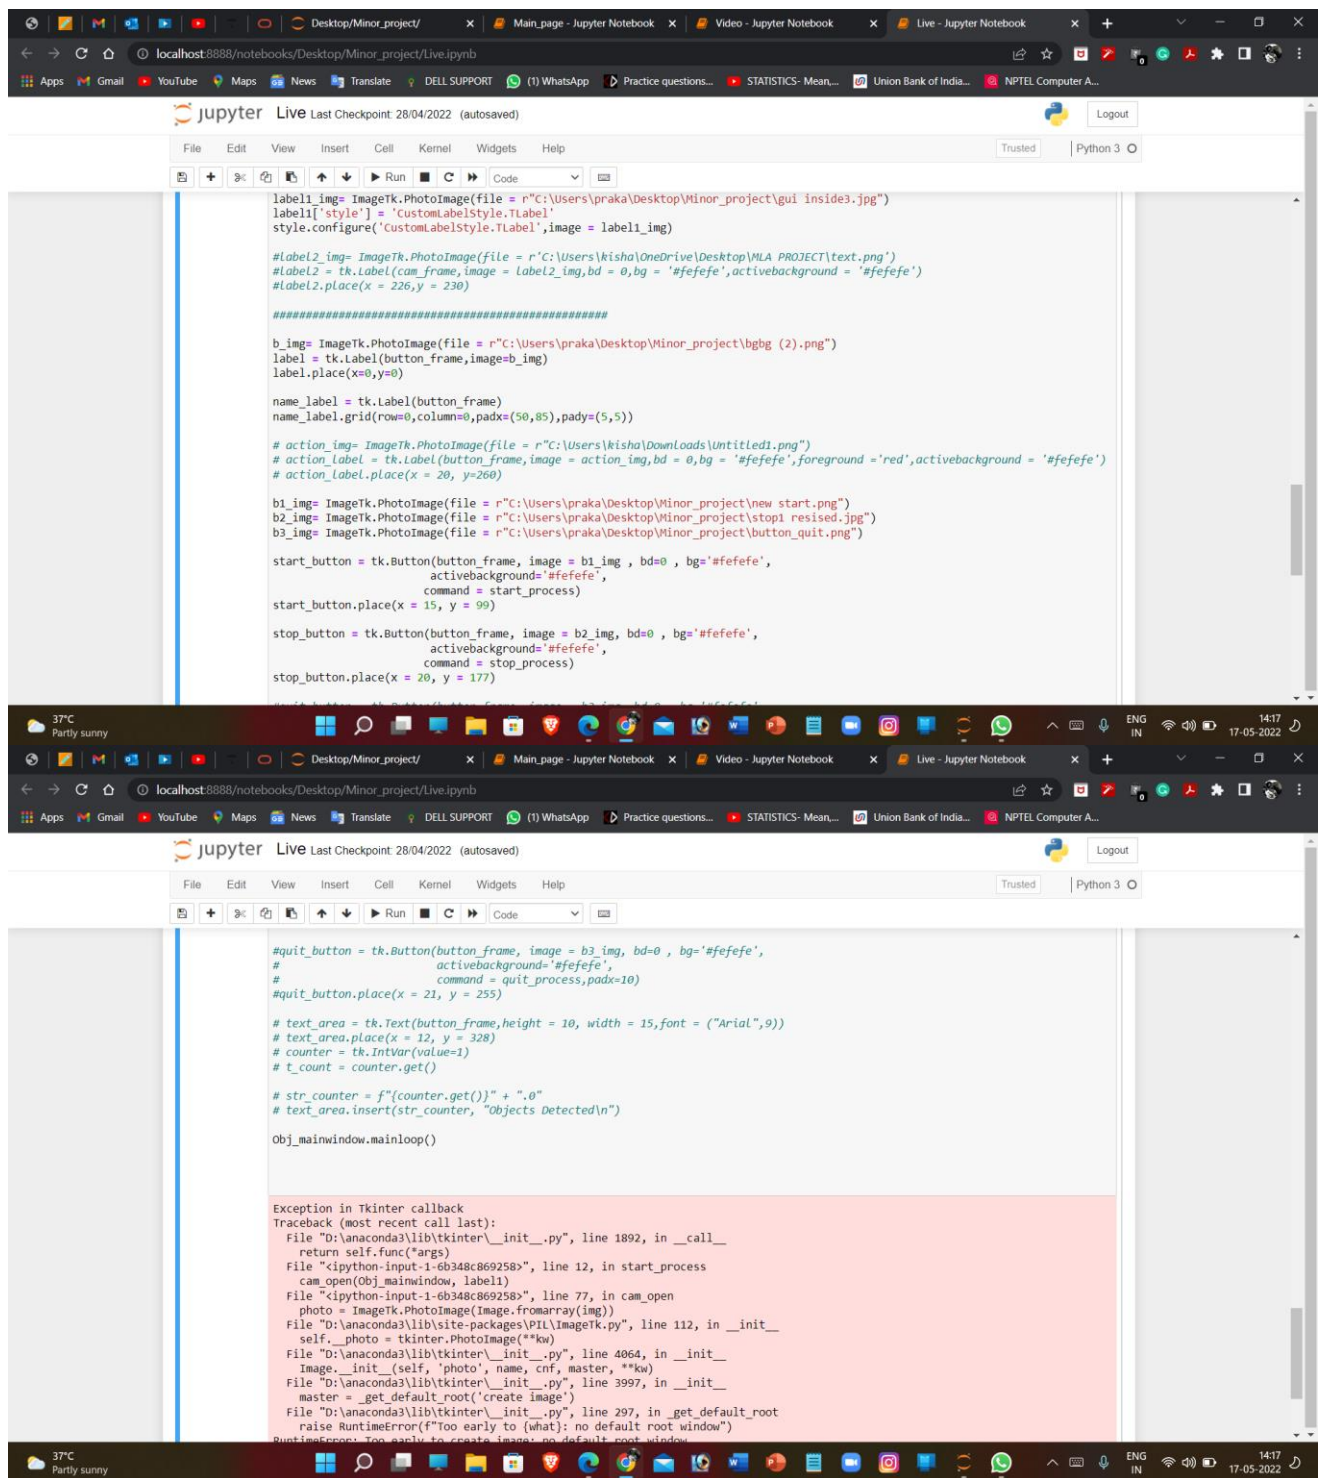 Desktop/Minor_project/
Main_page - Jupyter Notebook
Video - Jupyter Notebook
Live - Jupyter Notebook
localhost:8888/notebooks/Desktop/Minor_project/Live.ipynb
Apps Gmail YouTube Maps News Translate DELL SUPPORT (1) WhatsApp Practice questions... STATISTICS- Mean,... Union Bank of India... NPTEL Computer A...
jupyter Live Last Checkpoint: 28/04/2022 (autosaved)
Logout
File Edit View Insert Cell Kernel Widgets Help
Trusted Python 3
Run Code
label1_img= ImageTk.PhotoImage(file = r"C:\Users\praka\Desktop\Minor_project\gui inside3.jpg")
label1['style'] = 'CustomLabelStyle.TLabel'
style.configure('CustomLabelStyle.TLabel',image = label1_img)
#label2_img= ImageTk.PhotoImage(file = r'C:\Users\kisha\OneDrive\Desktop\MLA PROJECT\text.png')
#label2 = tk.Label(cam_frame,image = label2_img,bd = 0,bg = '#fefefe',activebackground = '#fefefe')
#label2.place(x = 226,y = 230)
###################################################
b_img= ImageTk.PhotoImage(file = r"C:\Users\praka\Desktop\Minor_project\bgbg (2).png")
label = tk.Label(button_frame,image=b_img)
label.place(x=0,y=0)
name_label = tk.Label(button_frame)
name_label.grid(row=0,column=0,padx=(50,85),pady=(5,5))
# action_img= ImageTk.PhotoImage(file = r"C:\Users\kisha\Downloads\Untitled1.png")
# action_label = tk.Label(button_frame,image = action_img,bd = 0,bg = '#fefefe',foreground ='red',activebackground = '#fefefe')
# action_label.place(x = 20, y=260)
b1_img= ImageTk.PhotoImage(file = r"C:\Users\praka\Desktop\Minor_project\new start.png")
b2_img= ImageTk.PhotoImage(file = r"C:\Users\praka\Desktop\Minor_project\stop1 resised.jpg")
b3_img= ImageTk.PhotoImage(file = r"C:\Users\praka\Desktop\Minor_project\button_quit.png")
start_button = tk.Button(button_frame, image = b1_img , bd=0 , bg='#fefefe',
activebackground='#fefefe',
command = start_process)
start_button.place(x = 15, y = 99)
stop_button = tk.Button(button_frame, image = b2_img, bd=0 , bg='#fefefe',
activebackground='#fefefe',
command = stop_process)
stop_button.place(x = 20, y = 177)
#quit_button = tk.Button(button_frame, image = b3_img, bd=0 , bg='#fefefe',
37°C
Partly sunny
ENG
IN
14:17
17-05-2022
Desktop/Minor_project/
Main_page - Jupyter Notebook
Video - Jupyter Notebook
Live - Jupyter Notebook
localhost:8888/notebooks/Desktop/Minor_project/Live.ipynb
Apps Gmail YouTube Maps News Translate DELL SUPPORT (1) WhatsApp Practice questions... STATISTICS- Mean,... Union Bank of India... NPTEL Computer A...
jupyter Live Last Checkpoint: 28/04/2022 (autosaved)
Logout
File Edit View Insert Cell Kernel Widgets Help
Trusted Python 3
Run Code
#quit_button = tk.Button(button_frame, image = b3_img, bd=0 , bg='#fefefe',
# activebackground='#fefefe',
# command = quit_process,padx=10)
#quit_button.place(x = 21, y = 255)
# text_area = tk.Text(button_frame,height = 10, width = 15,font = ("Arial",9))
# text_area.place(x = 12, y = 328)
# counter = tk.IntVar(value=1)
# t_count = counter.get()
# str_counter = f"{counter.get()}" + ".0"
# text_area.insert(str_counter, "Objects Detected\n")
Obj_mainwindow.mainloop()
Exception in Tkinter callback
Traceback (most recent call last):
File "D:\anaconda3\lib\tkinter\__init__.py", line 1892, in __call__
return self.func(*args)
File "<ipython-input-1-6b348c869258>", line 12, in start_process
cam_open(Obj_mainwindow, label1)
File "<ipython-input-1-6b348c869258>", line 77, in cam_open
photo = ImageTk.PhotoImage(Image.fromarray(img))
File "D:\anaconda3\lib\site-packages\PIL\ImageTk.py", line 112, in __init__
self.__photo = tkinter.PhotoImage(**kw)
File "D:\anaconda3\lib\tkinter\__init__.py", line 4064, in __init__
Image.__init__(self, 'photo', name, cnf, master, **kw)
File "D:\anaconda3\lib\tkinter\__init__.py", line 3997, in __init__
master = _get_default_root('create image')
File "D:\anaconda3\lib\tkinter\__init__.py", line 297, in _get_default_root
raise RuntimeError(f"Too early to {what}: no default root window")
RuntimeError: Too early to create image: no default root window
37°C
Partly sunny
ENG
IN
14:17
17-05-2022